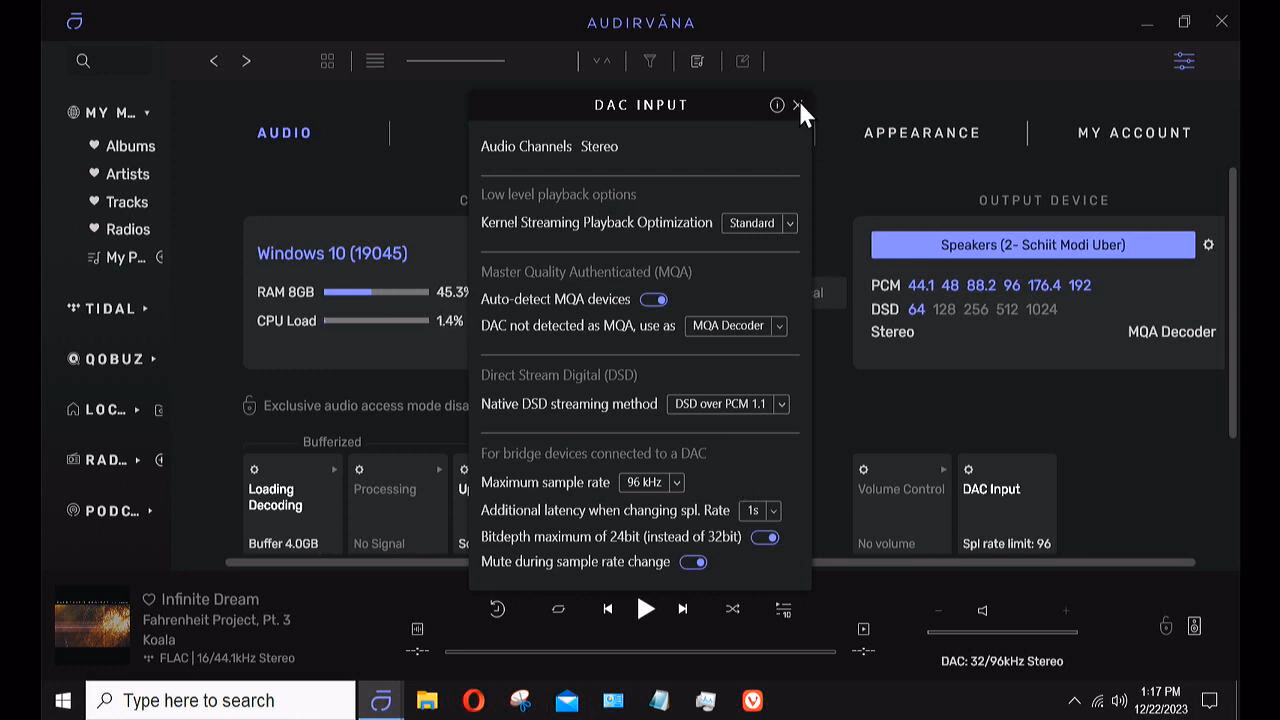 AUDIRVĀNA
MY M...
Albums
Artists
Tracks
Radios
My P...
TIDAL
QOBUZ
LOC...
RAD...
PODC...
AUDIO
APPEARANCE
MY ACCOUNT
Windows 10 (19045)
RAM 8GB 45.3%
CPU Load 1.4%
Exclusive audio access mode disa
Bufferized
Loading
Decoding
Buffer 4.0GB
Processing
No Signal
DAC INPUT
Audio Channels Stereo
Low level playback options
Kernel Streaming Playback Optimization Standard
Master Quality Authenticated (MQA)
Auto-detect MQA devices
DAC not detected as MQA, use as MQA Decoder
Direct Stream Digital (DSD)
Native DSD streaming method DSD over PCM 1.1
For bridge devices connected to a DAC
Maximum sample rate 96 kHz
Additional latency when changing spl. Rate 1s
Bitdepth maximum of 24bit (instead of 32bit)
Mute during sample rate change
OUTPUT DEVICE
Speakers (2- Schiit Modi Uber)
PCM 44.1 48 88.2 96 176.4 192
DSD 64 128 256 512 1024
Stereo MQA Decoder
Volume Control
No volume
DAC Input
Spl rate limit: 96
Infinite Dream
Fahrenheit Project, Pt. 3
Koala
FLAC | 16/44.1kHz Stereo
10
DAC: 32/96kHz Stereo
Type here to search
1:17 PM
12/22/2023